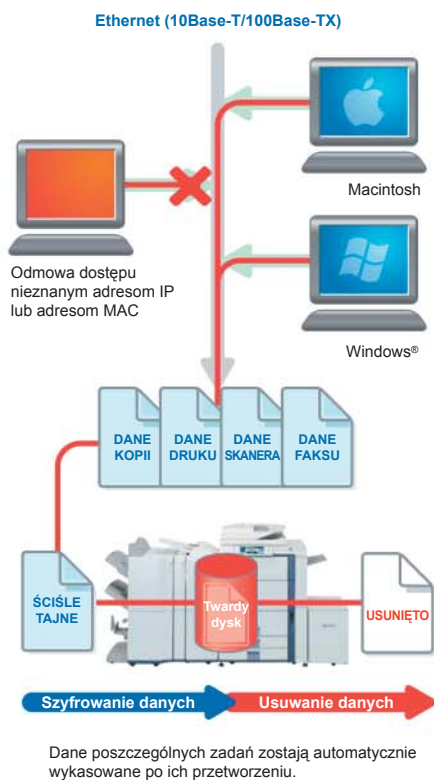 Ethernet (10Base-T/100Base-TX)
Macintosh
Odmowa dostępu
nieznanym adresom IP
lub adresom MAC
Windows®
DANE
KOPII
DANE
DRUKU
DANE
SKANERA
DANE
FAKSU
ŚCIŚLE
TAJNE
Twardy
dysk
USUNIĘTO
Szyfrowanie danych
Usuwanie danych
Dane poszczególnych zadań zostają automatycznie
wykasowane po ich przetworzeniu.